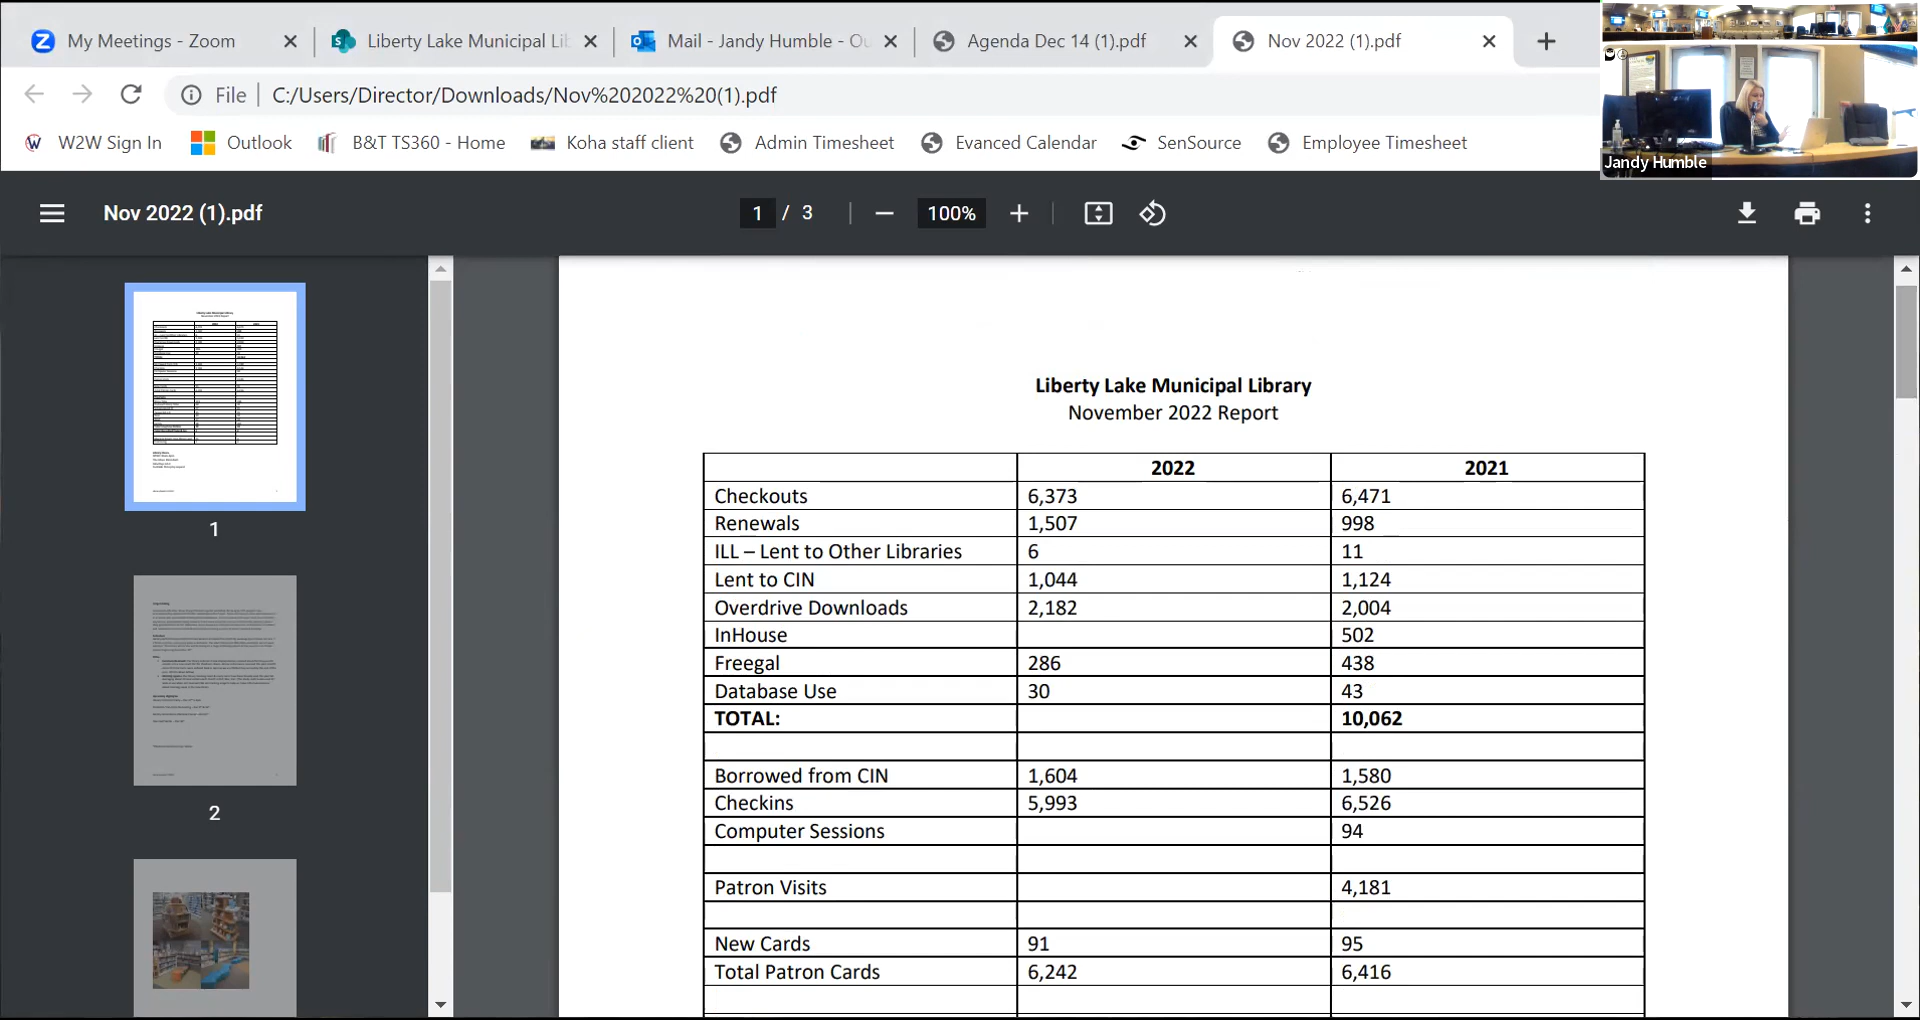 My Meetings - Zoom
Liberty Lake Municipal Lib
Mail - Jandy Humble - Ou
Agenda Dec 14 (1).pdf
Nov 2022 (1).pdf
File C:/Users/Director/Downloads/Nov%202022%20(1).pdf
W2W Sign In
Outlook
B&T TS360 - Home
Koha staff client
Admin Timesheet
Evanced Calendar
SenSource
Employee Timesheet
Jandy Humble
Nov 2022 (1).pdf
1 / 3
100%
1
2
Liberty Lake Municipal Library
November 2022 Report
2022 2021
Checkouts 6,373 6,471
Renewals 1,507 998
ILL – Lent to Other Libraries 6 11
Lent to CIN 1,044 1,124
Overdrive Downloads 2,182 2,004
InHouse 502
Freegal 286 438
Database Use 30 43
TOTAL: 10,062
Borrowed from CIN 1,604 1,580
Checkins 5,993 6,526
Computer Sessions 94
Patron Visits 4,181
New Cards 91 95
Total Patron Cards 6,242 6,416